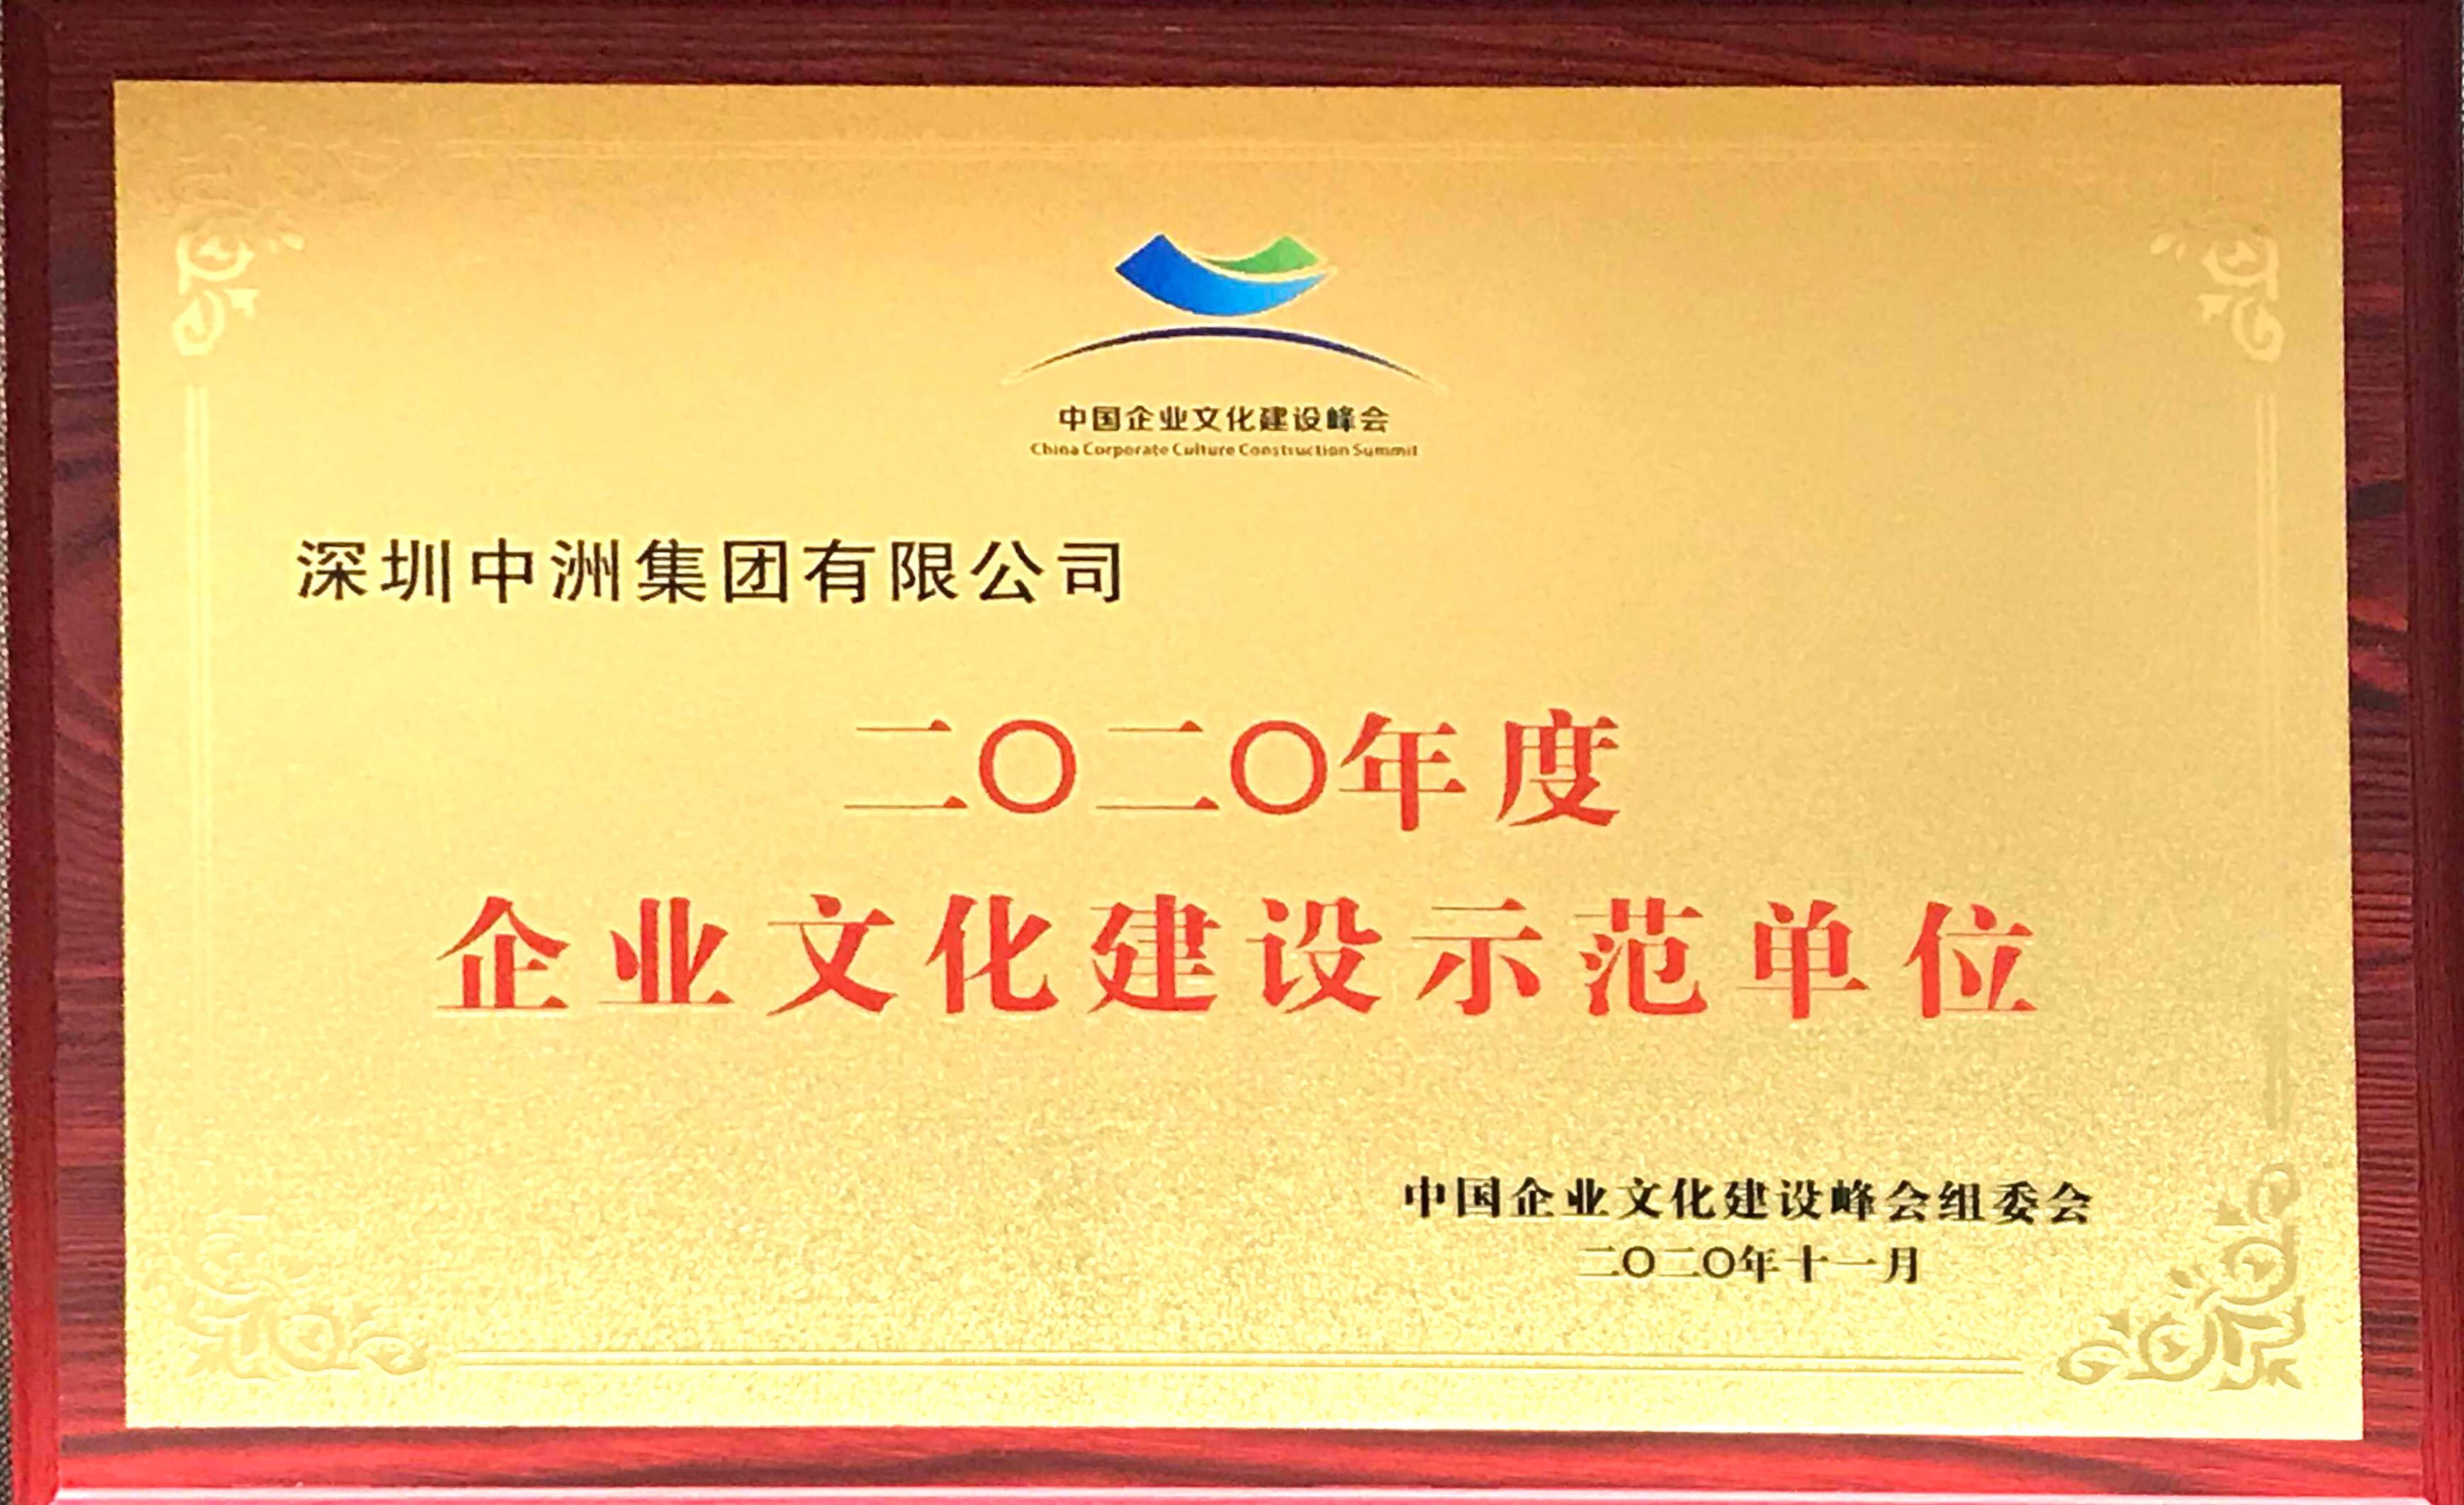 中国企业文化建设峰会
China Corporate Culture Construction Summit
深圳中洲集团有限公司
二〇二〇年度
企业文化建设示范单位
中国企业文化建设峰会组委会
二〇二〇年十一月